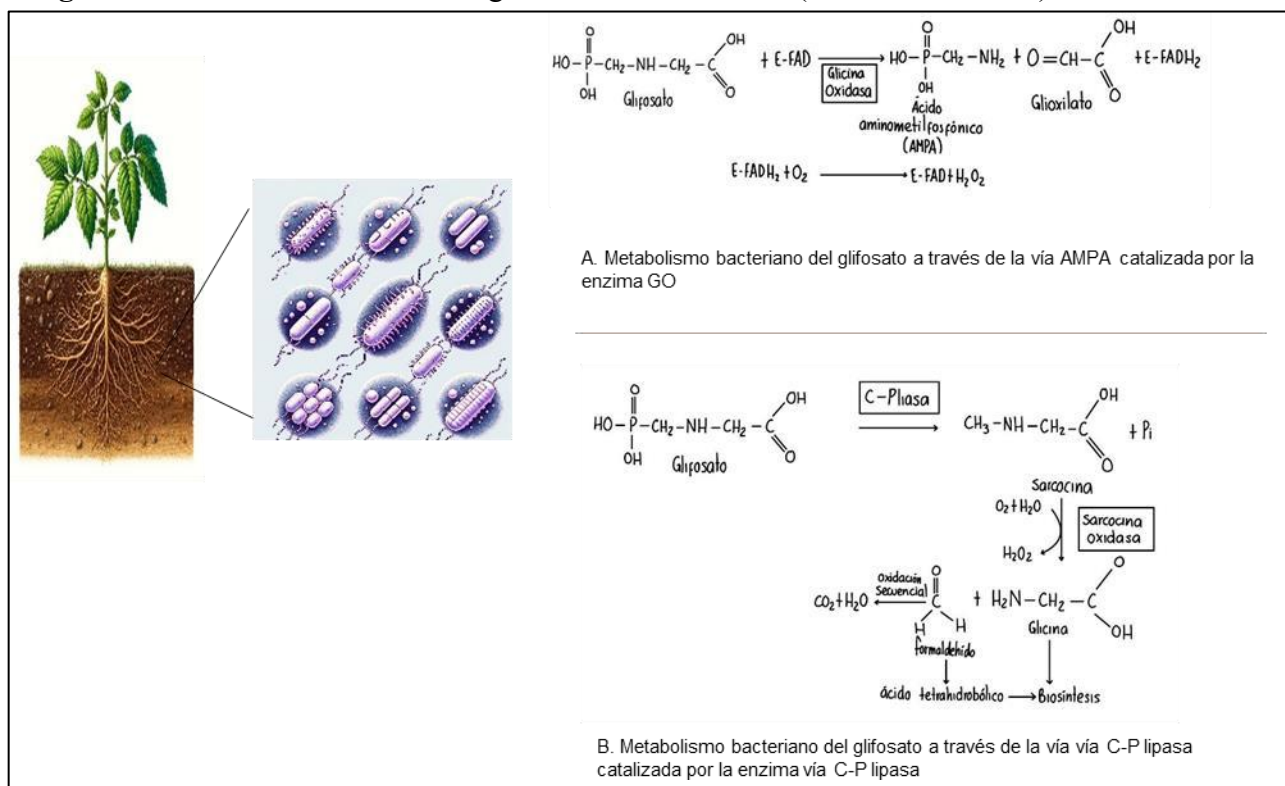 OH
O
HO-P-CH₂-NH-CH₂-C + E-FAD → HO-P-CH₂-NH₂ + O=CH-C + E-FADH₂
OH
O
Glifosato
Glicina
Oxidasa
O
OH
Ácido
aminometilfosfónico
(AMPA)
OH
O
Glioxilato
E-FADH₂+O₂ → E-FAD+H₂O₂
A. Metabolismo bacteriano del glifosato a través de la vía AMPA catalizada por la
enzima GO
O
OH
HO-P-CH₂-NH-CH₂-C
OH
O
Glifosato
C-Pliasa
OH
CH₃-NH-CH₂-C + Pi
O
Sarcocina
O₂+H₂O
H₂O₂
Sarcocina
oxidasa
CO₂+H₂O
Oxidación
Secuencial
O
C
H H
formaldehído
+ H₂N-CH₂-C
O
OH
Glicina
ácido tetrahidrobólico → Biosíntesis
B. Metabolismo bacteriano del glifosato a través de la vía vía C-P lipasa
catalizada por la enzima vía C-P lipasa